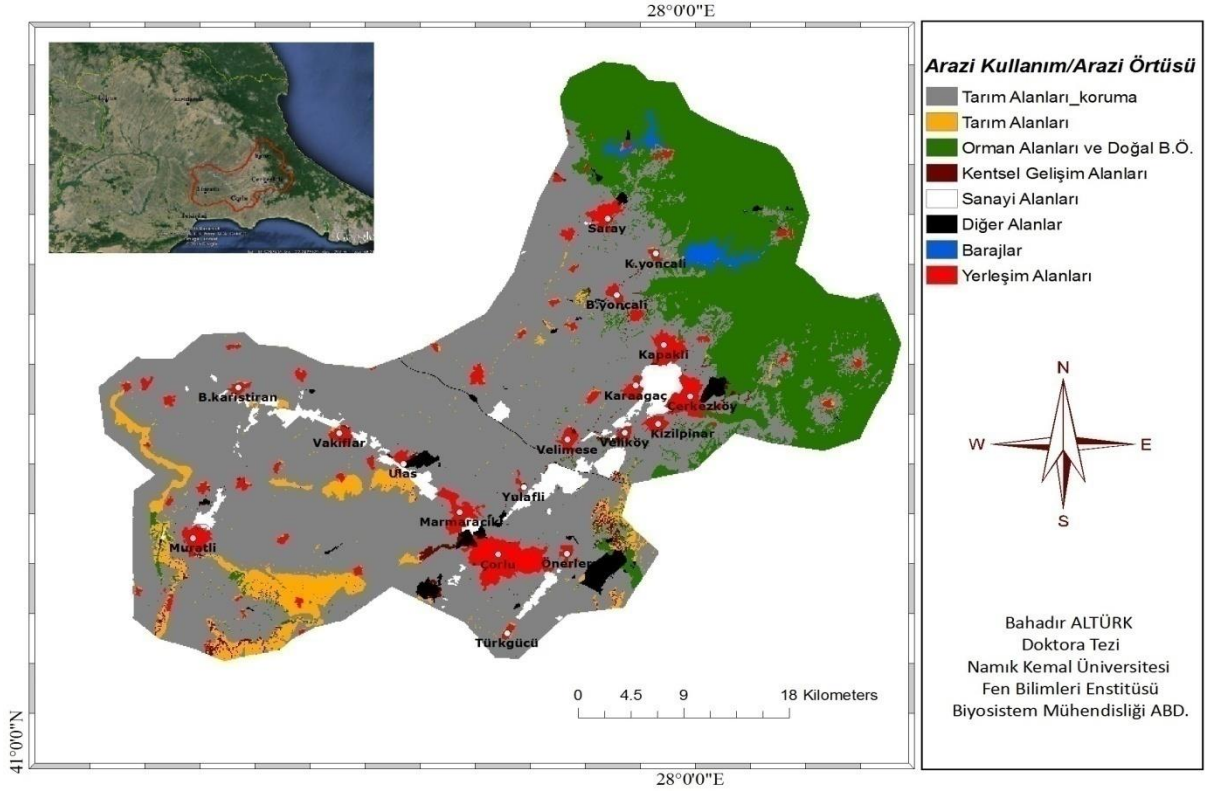 28°0'0"E
Arazi Kullanım/Arazi Örtüsü
Tarım Alanları_koruma
Tarım Alanları
Orman Alanları ve Doğal B.Ö.
Kentsel Gelişim Alanları
Sanayi Alanları
Diğer Alanlar
Barajlar
Yerleşim Alanları
Saray
K.yoncali
B.yoncali
Kapakli
B.karistiran
Karaagaç
Çerkezköy
Vakiflar
Velimese
Veliköy
Kizilpinar
Ulas
Yulafli
Marmaracik
Muratli
Çorlu
Önerler
Türkgücü
N
W
E
S
0 4.5 9 18 Kilometers
Bahadır ALTÜRK
Doktora Tezi
Namık Kemal Üniversitesi
Fen Bilimleri Enstitüsü
Biyosistem Mühendisliği ABD.
41°0'0"N
28°0'0"E